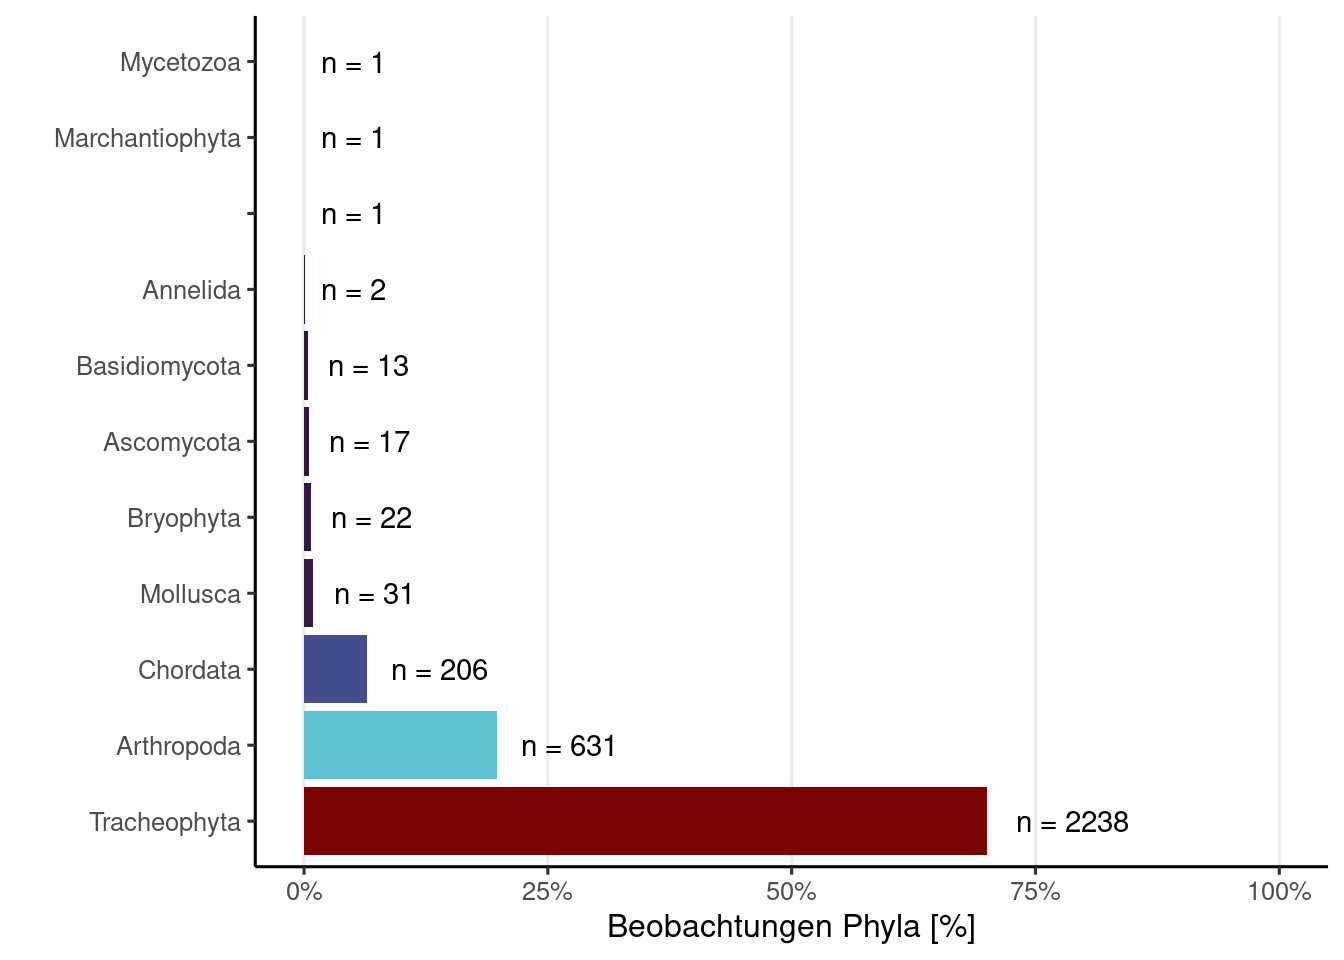 Mycetozoa n = 1
Marchantiophyta n = 1
n = 1
Annelida n = 2
Basidiomycota n = 13
Ascomycota n = 17
Bryophyta n = 22
Mollusca n = 31
Chordata n = 206
Arthropoda n = 631
Tracheophyta n = 2238
0% 25% 50% 75% 100%
Beobachtungen Phyla [%]